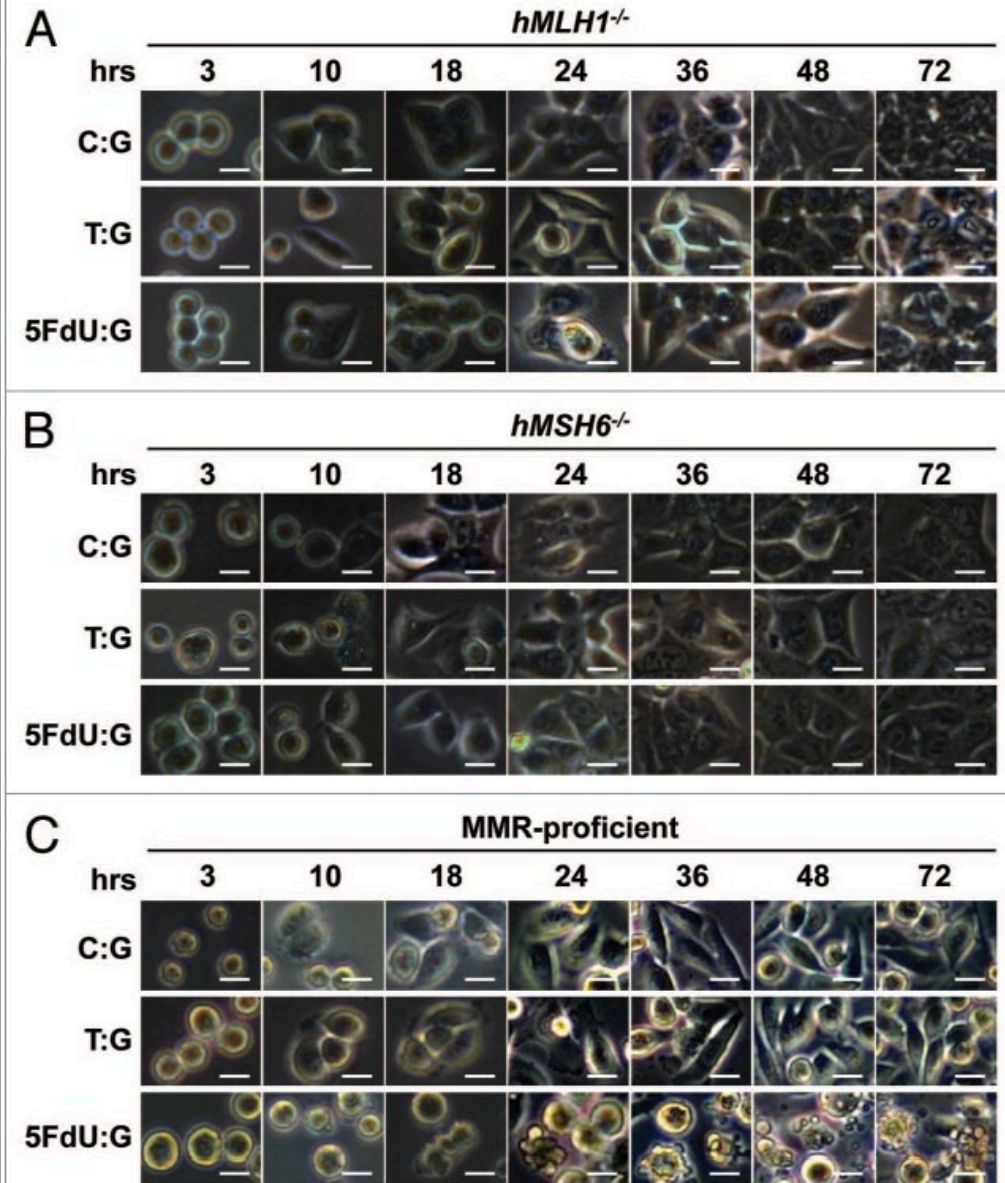 A
hMLH1-/-
hrs 3 10 18 24 36 48 72
C:G
T:G
5FdU:G
B
hMSH6-/-
hrs 3 10 18 24 36 48 72
C:G
T:G
5FdU:G
C
MMR-proficient
hrs 3 10 18 24 36 48 72
C:G
T:G
5FdU:G